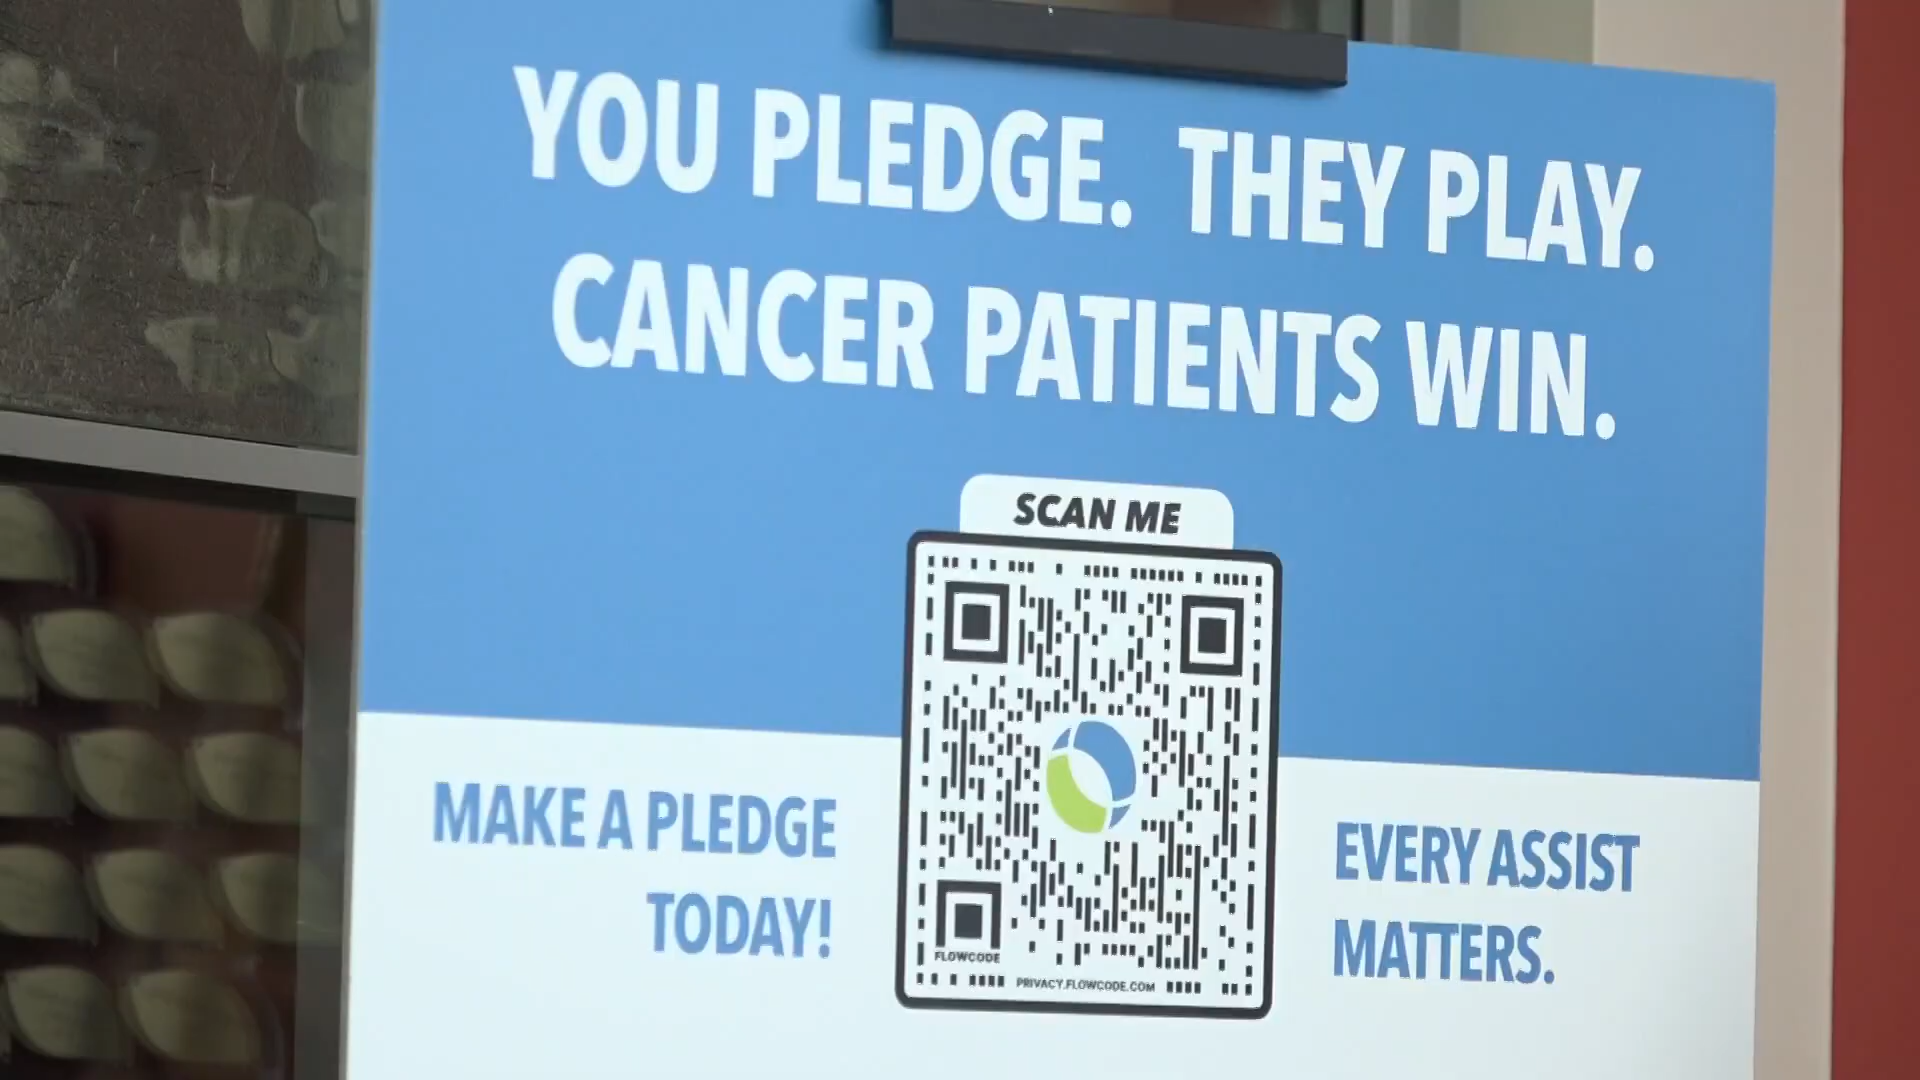 YOU PLEDGE. THEY PLAY.
CANCER PATIENTS WIN.
SCAN ME
MAKE A PLEDGE
TODAY!
EVERY ASSIST
MATTERS.
FLOWCODE
PRIVACY.FLOWCODE.COM